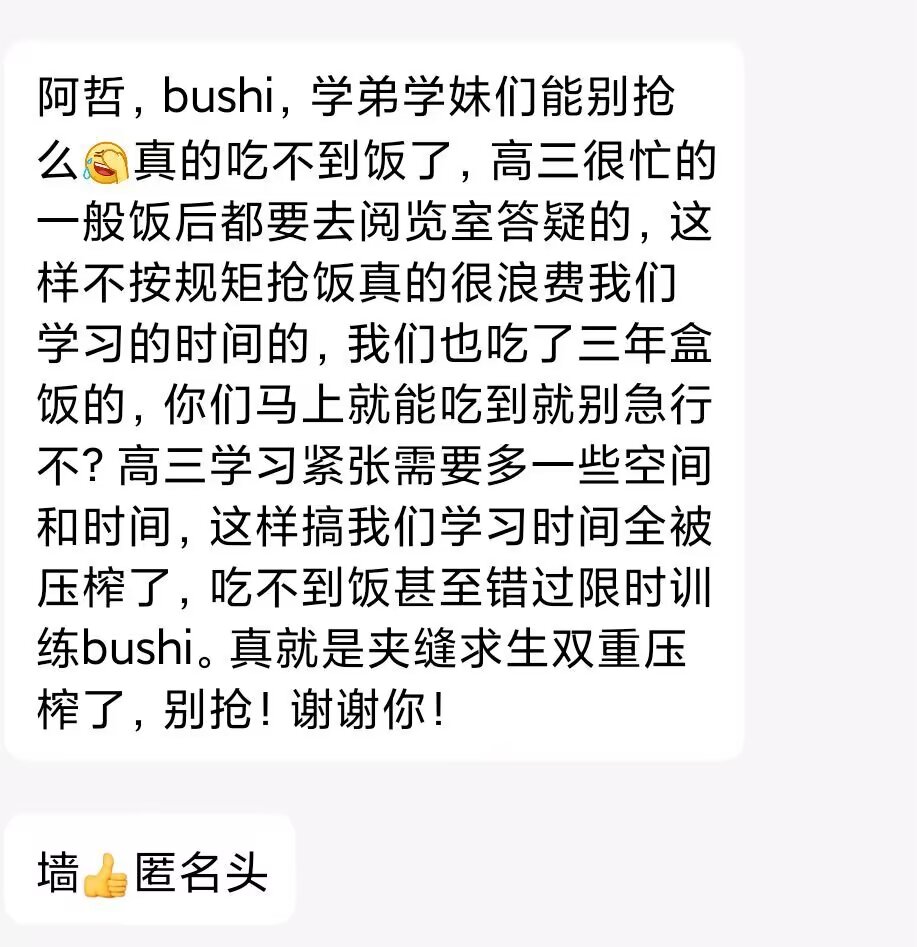 阿哲，bushi，学弟学妹们能别抢
么🤣真的吃不到饭了，高三很忙的
一般饭后都要去阅览室答疑的，这
样不按规矩抢饭真的很浪费我们
学习的时间的，我们也吃了三年盒
饭的，你们马上就能吃到就别急行
不？高三学习紧张需要多一些空间
和时间，这样搞我们学习时间全被
压榨了，吃不到饭甚至错过限时训
练bushi。真就是夹缝求生双重压
榨了，别抢！谢谢你！
墙👍匿名头